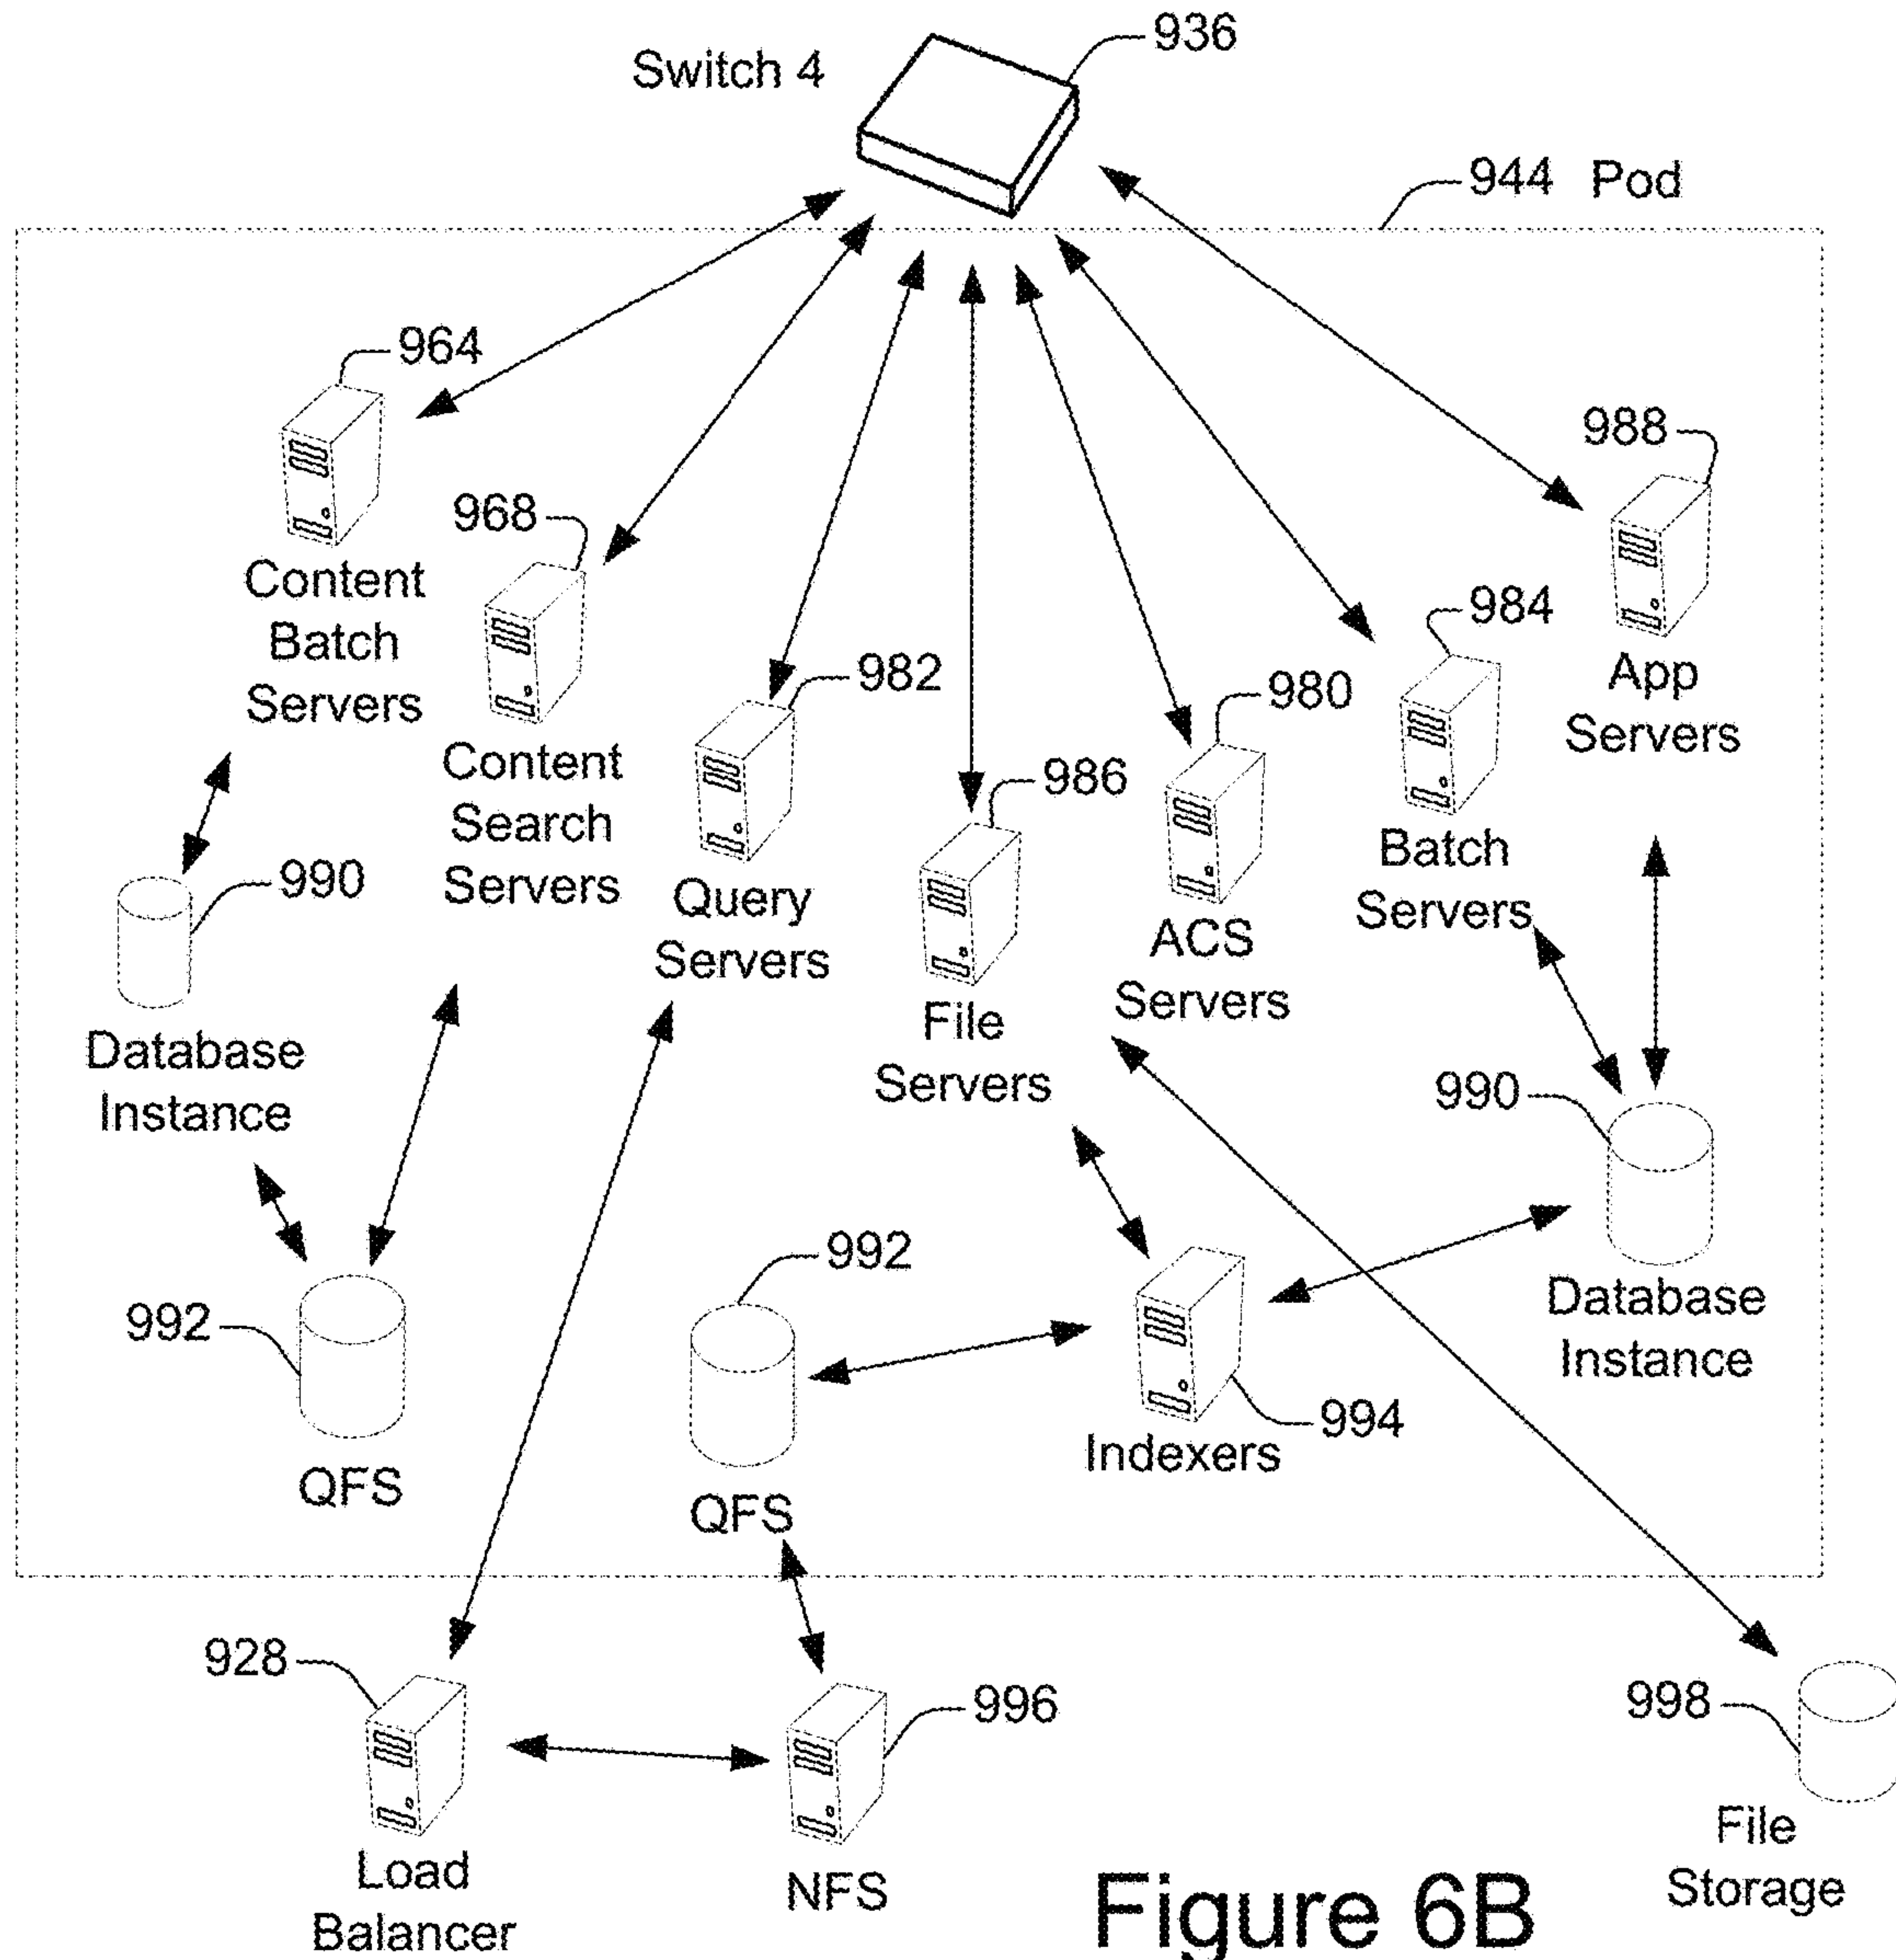 936
Switch 4
944 Pod
964
988
968
Content
Batch
Servers
984
982
980
App
Servers
Content
Search
Servers
986
Batch
Servers
990
Query
Servers
ACS
Servers
File
Servers
Database
Instance
990
992
992
Database
Instance
994
Indexers
QFS
QFS
928
996
998
Load
Balancer
NFS
File
Storage
Figure 6B